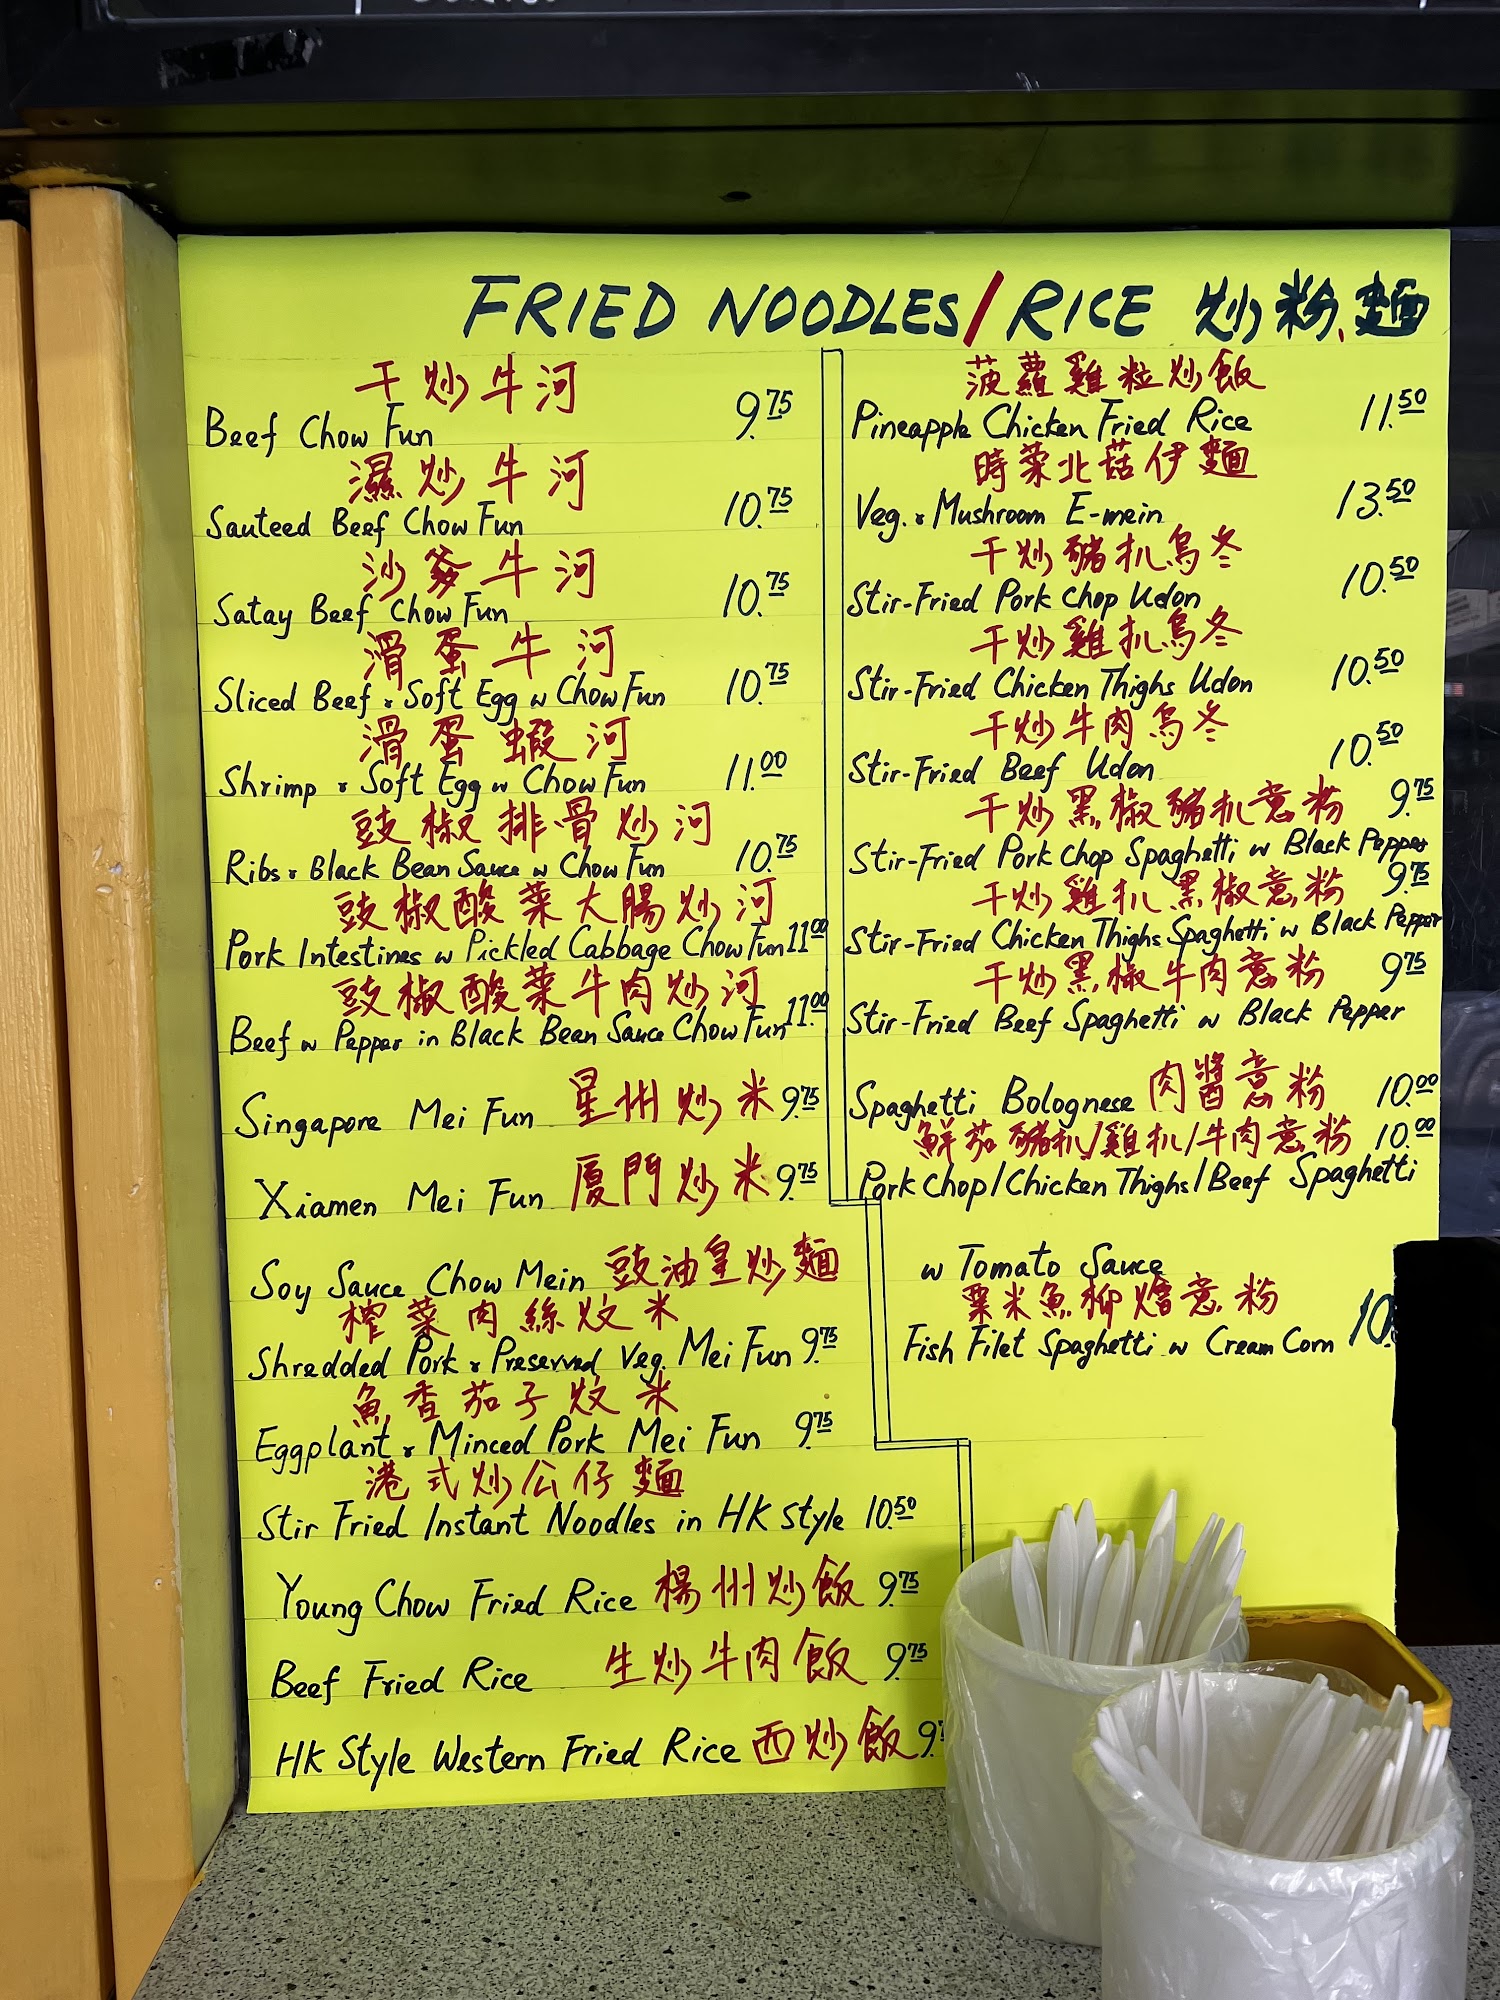 FRIED NOODLES/RICE 炒粉、麵
干炒牛河
Beef Chow Fun 9.75
濕炒牛河
Sauteed Beef Chow Fun 10.75
沙爹牛河
Satay Beef Chow Fun 10.75
滑蛋牛河
Sliced Beef & Soft Egg w Chow Fun 10.75
滑蛋蝦河
Shrimp & Soft Egg w Chow Fun 11.00
豉椒排骨炒河
Ribs & Black Bean Sauce w Chow Fun 10.75
豉椒酸菜大腸炒河
Pork Intestines w Pickled Cabbage Chow Fun 11.00
豉椒酸菜牛肉炒河
Beef w Pepper in Black Bean Sauce Chow Fun 11.00
Singapore Mei Fun 星州炒米 9.75
Xiamen Mei Fun 厦門炒米 9.75
Soy Sauce Chow Mein 豉油皇炒麵
榨菜肉絲炆米
Shredded Pork & Preserved Veg. Mei Fun 9.75
魚香茄子炆米
Eggplant & Minced Pork Mei Fun 9.75
港式炒公仔麵
Stir Fried Instant Noodles in HK Style 10.50
Young Chow Fried Rice 楊州炒飯 9.75
Beef Fried Rice 生炒牛肉飯 9.75
HK Style Western Fried Rice 西炒飯
菠蘿雞粒炒飯
Pineapple Chicken Fried Rice 11.50
時菜北菇伊麵
Veg. & Mushroom E-mein 13.50
干炒豬扒烏冬
Stir-Fried Pork Chop Udon 10.50
干炒雞扒烏冬
Stir-Fried Chicken Thighs Udon 10.50
干炒牛肉烏冬
Stir-Fried Beef Udon 10.50
干炒黑椒豬扒意粉 9.75
Stir-Fried Pork Chop Spaghetti w Black Pepper
干炒雞扒黑椒意粉 9.75
Stir-Fried Chicken Thighs Spaghetti w Black Pepper
干炒黑椒牛肉意粉 9.75
Stir-Fried Beef Spaghetti w Black Pepper
Spaghetti Bolognese 肉醬意粉 10.00
鮮茄豬扒/雞扒/牛肉意粉 10.00
Pork Chop/Chicken Thighs/Beef Spaghetti
w Tomato Sauce
粟米魚柳燴意粉
Fish Filet Spaghetti w Cream Corn 10.